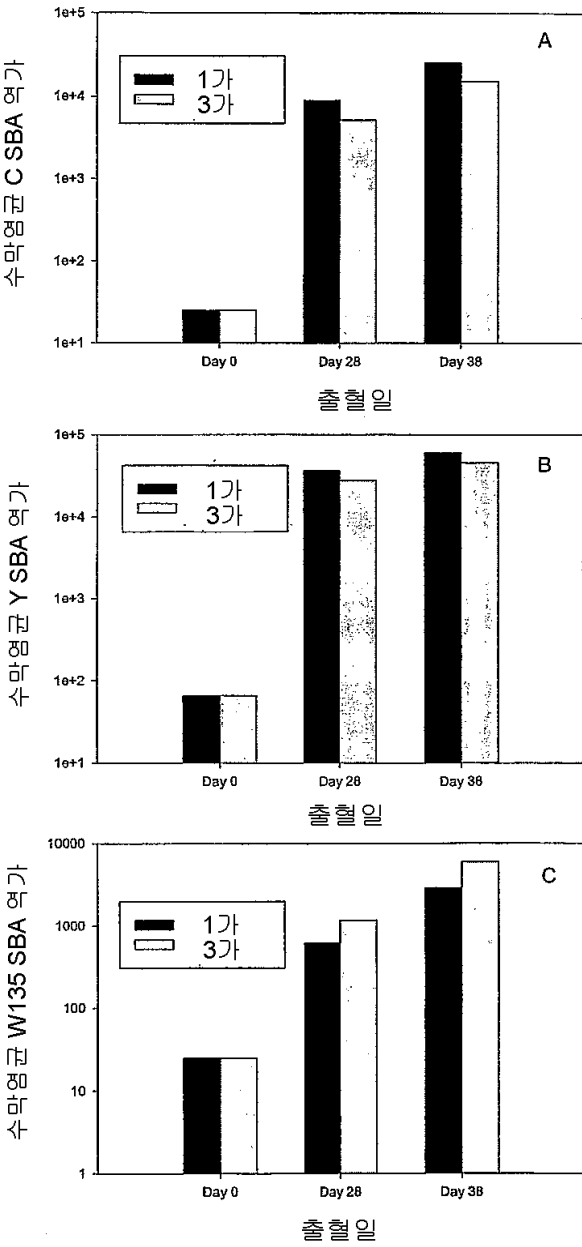 1e+5
A
1가
3가
1e+4
1e+3
1e+2
1e+1
수막염균 C SBA 역가
Day 0
Day 28
Day 38
출혈일
1e+5
B
1가
3가
1e+4
1e+3
1e+2
1e+1
수막염균 Y SBA 역가
Day 0
Day 28
Day 38
출혈일
10000
C
1가
3가
1000
100
10
1
수막염균 W135 SBA 역가
Day 0
Day 28
Day 38
출혈일